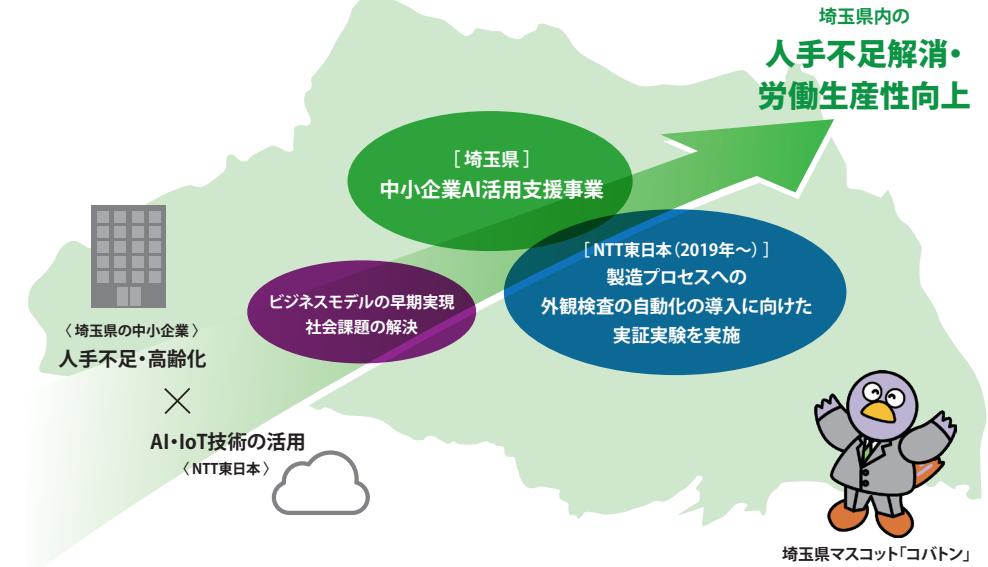 埼玉県内の
人手不足解消・
労働生産性向上
［ 埼玉県 ］
中小企業AI活用支援事業
［ NTT東日本（2019年～）］
製造プロセスへの
外観検査の自動化の導入に向けた
実証実験を実施
ビジネスモデルの早期実現
社会課題の解決
〈 埼玉県の中小企業 〉
人手不足・高齢化
×
AI・IoT技術の活用
〈 NTT東日本 〉
埼玉県マスコット「コバトン」